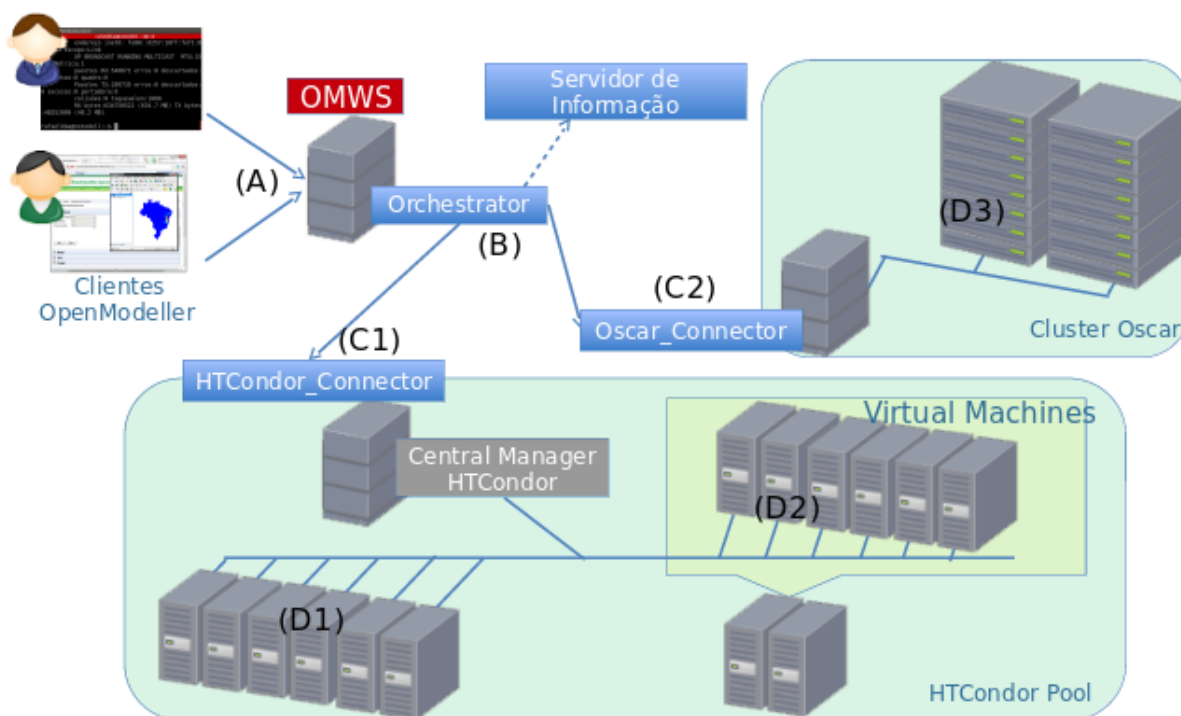 OMWS
Servidor de
Informação
(A)
Orchestrator
(B)
(D3)
Clientes
OpenModeller
(C2)
(C1)
Oscar_Connector
Cluster Oscar
HTCondor_Connector
Virtual Machines
Central Manager
HTCondor
(D2)
(D1)
HTCondor Pool